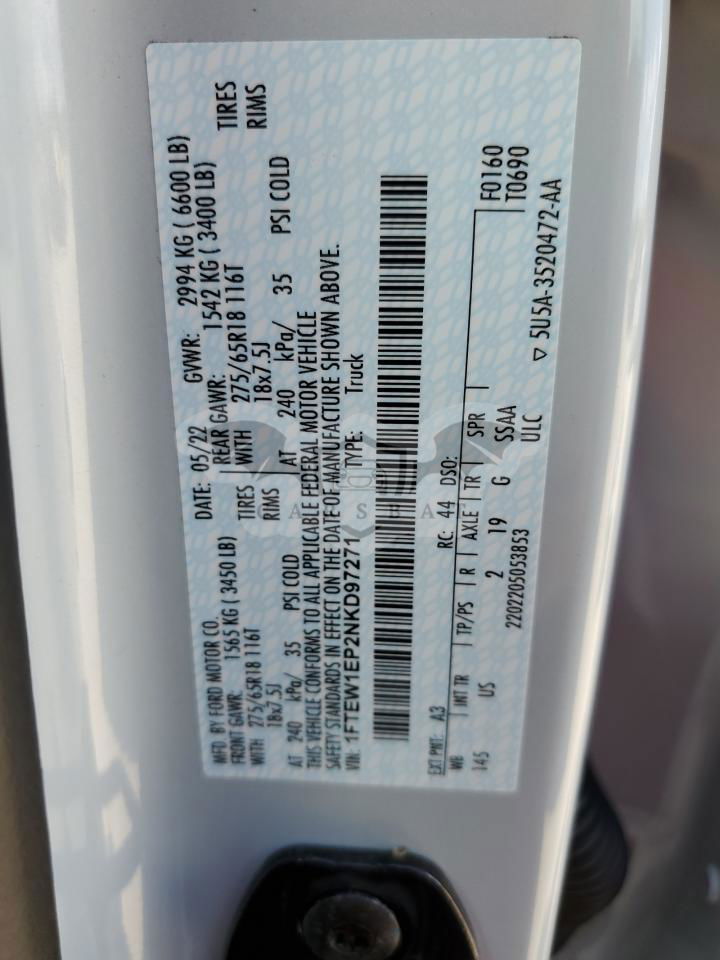 MFD. BY FORD MOTOR CO. DATE: 05/22 GVWR: 2994 KG ( 6600 LB)
FRONT GAWR: 1565 KG ( 3450 LB) REAR GAWR: 1542 KG ( 3400 LB)
WITH 275/65R18 116T TIRES WITH 275/65R18 116T TIRES
18x7.5J RIMS 18x7.5J RIMS
AT 240 kPa/ 35 PSI COLD AT 240 kPa/ 35 PSI COLD
THIS VEHICLE CONFORMS TO ALL APPLICABLE FEDERAL MOTOR VEHICLE
SAFETY STANDARDS IN EFFECT ON THE DATE OF MANUFACTURE SHOWN ABOVE.
VIN: 1FTEW1EP2NKD97271 TYPE: Truck
EXT PNT: A3 RC: 44 DSO: F0160
WB INT TR TP/PS R AXLE TR SPR T0690
145 US 2 19 G SSAA
2202205053853 ULC ▽ 5U5A-3520472-AA